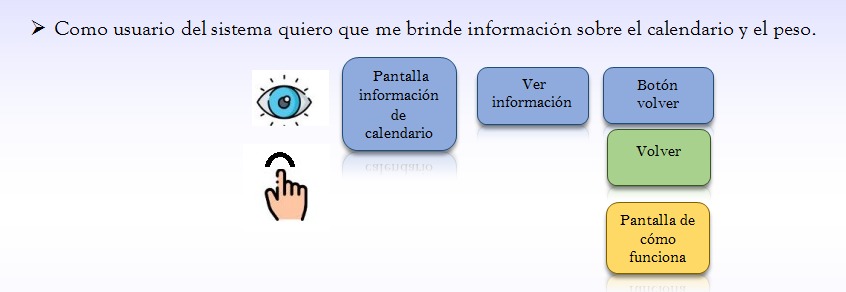 ➢ Como usuario del sistema quiero que me brinde información sobre el calendario y el peso.
Pantalla
información
de
calendario
Ver
información
Botón
volver
Volver
Pantalla de
cómo
funciona